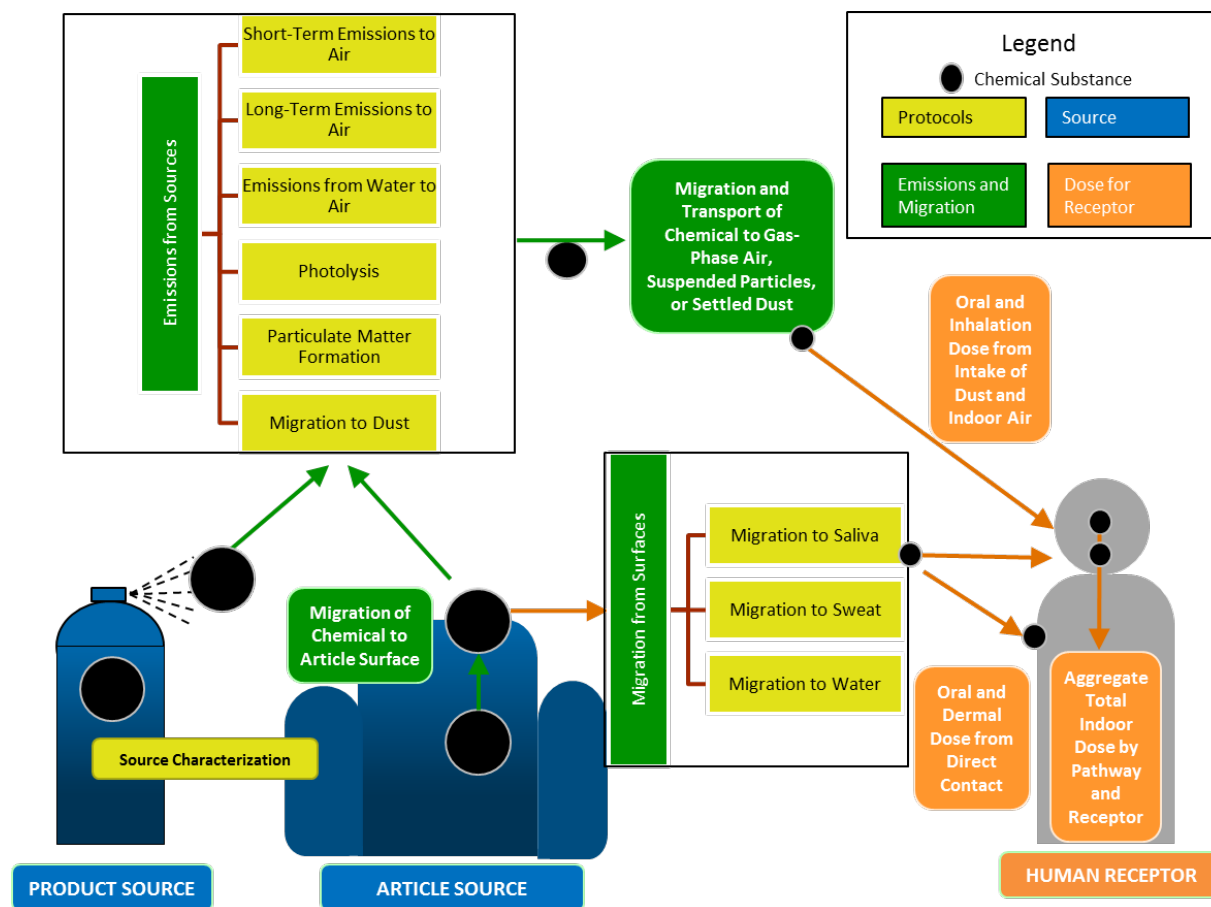 Short-Term Emissions to
Air
Long-Term Emissions to
Air
Emissions from Water to
Air
Photolysis
Particulate Matter
Formation
Migration to Dust
Emissions from Sources
Migration and
Transport of
Chemical to Gas-
Phase Air,
Suspended Particles,
or Settled Dust
Legend
Chemical Substance
Protocols
Source
Emissions and
Migration
Dose for
Receptor
Oral and
Inhalation
Dose from
Intake of
Dust and
Indoor Air
Migration from Surfaces
Migration to Saliva
Migration to Sweat
Migration to Water
Migration of
Chemical to
Article Surface
Source Characterization
Oral and
Dermal
Dose from
Direct
Contact
Aggregate
Total
Indoor
Dose by
Pathway
and
Receptor
PRODUCT SOURCE
ARTICLE SOURCE
HUMAN RECEPTOR